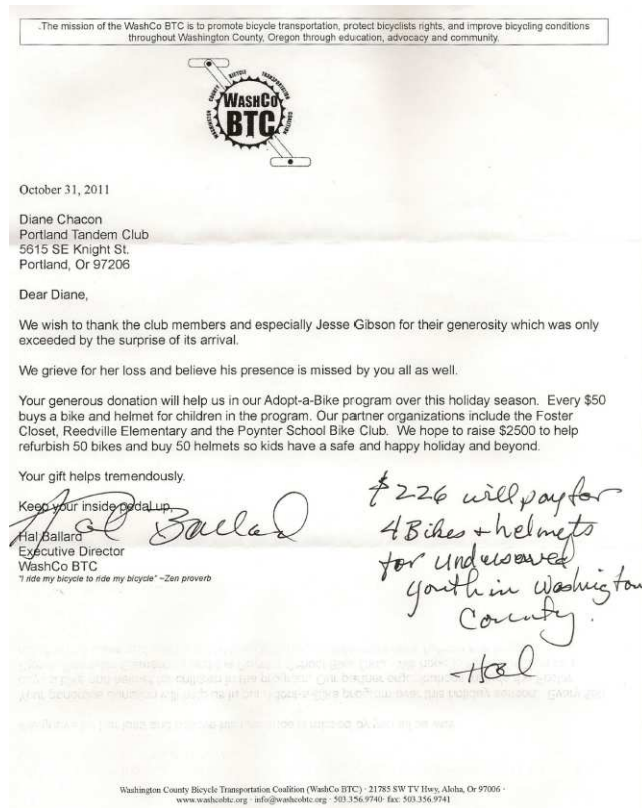 .The mission of the WashCo BTC is to promote bicycle transportation, protect bicyclists rights, and improve bicycling conditions
throughout Washington County, Oregon through education, advocacy and community.
WASHINGTON COUNTY BICYCLE TRANSPORTATION COALITION
WASHCO
BTC
October 31, 2011
Diane Chacon
Portland Tandem Club
5615 SE Knight St.
Portland, Or 97206
Dear Diane,
We wish to thank the club members and especially Jesse Gibson for their generosity which was only
exceeded by the surprise of its arrival.
We grieve for her loss and believe his presence is missed by you all as well.
Your generous donation will help us in our Adopt-a-Bike program over this holiday season. Every $50
buys a bike and helmet for children in the program. Our partner organizations include the Foster
Closet, Reedville Elementary and the Poynter School Bike Club. We hope to raise $2500 to help
refurbish 50 bikes and buy 50 helmets so kids have a safe and happy holiday and beyond.
Your gift helps tremendously.
Keep your inside pedal up,
Hal Ballard
Hal Ballard
Executive Director
WashCo BTC
"I ride my bicycle to ride my bicycle" ~Zen proverb
$226 will pay for
4 Bikes + helmets
for underserved
youth in Washington
County.
-Hal
Washington County Bicycle Transportation Coalition (WashCo BTC) · 21785 SW TV Hwy, Aloha, Or 97006 ·
www.washcobtc.org · info@washcobtc.org · 503.356.9740· fax: 503.356.9741